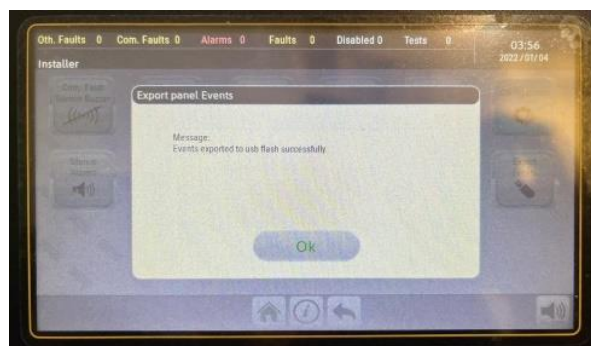 Oth. Faults 0 Com. Faults 0 Alarms 0 Faults 0 Disabled 0 Tests 0
03:56
2022/01/04
Installer
Export panel Events
Message:
Events exported to usb flash successfully
Ok